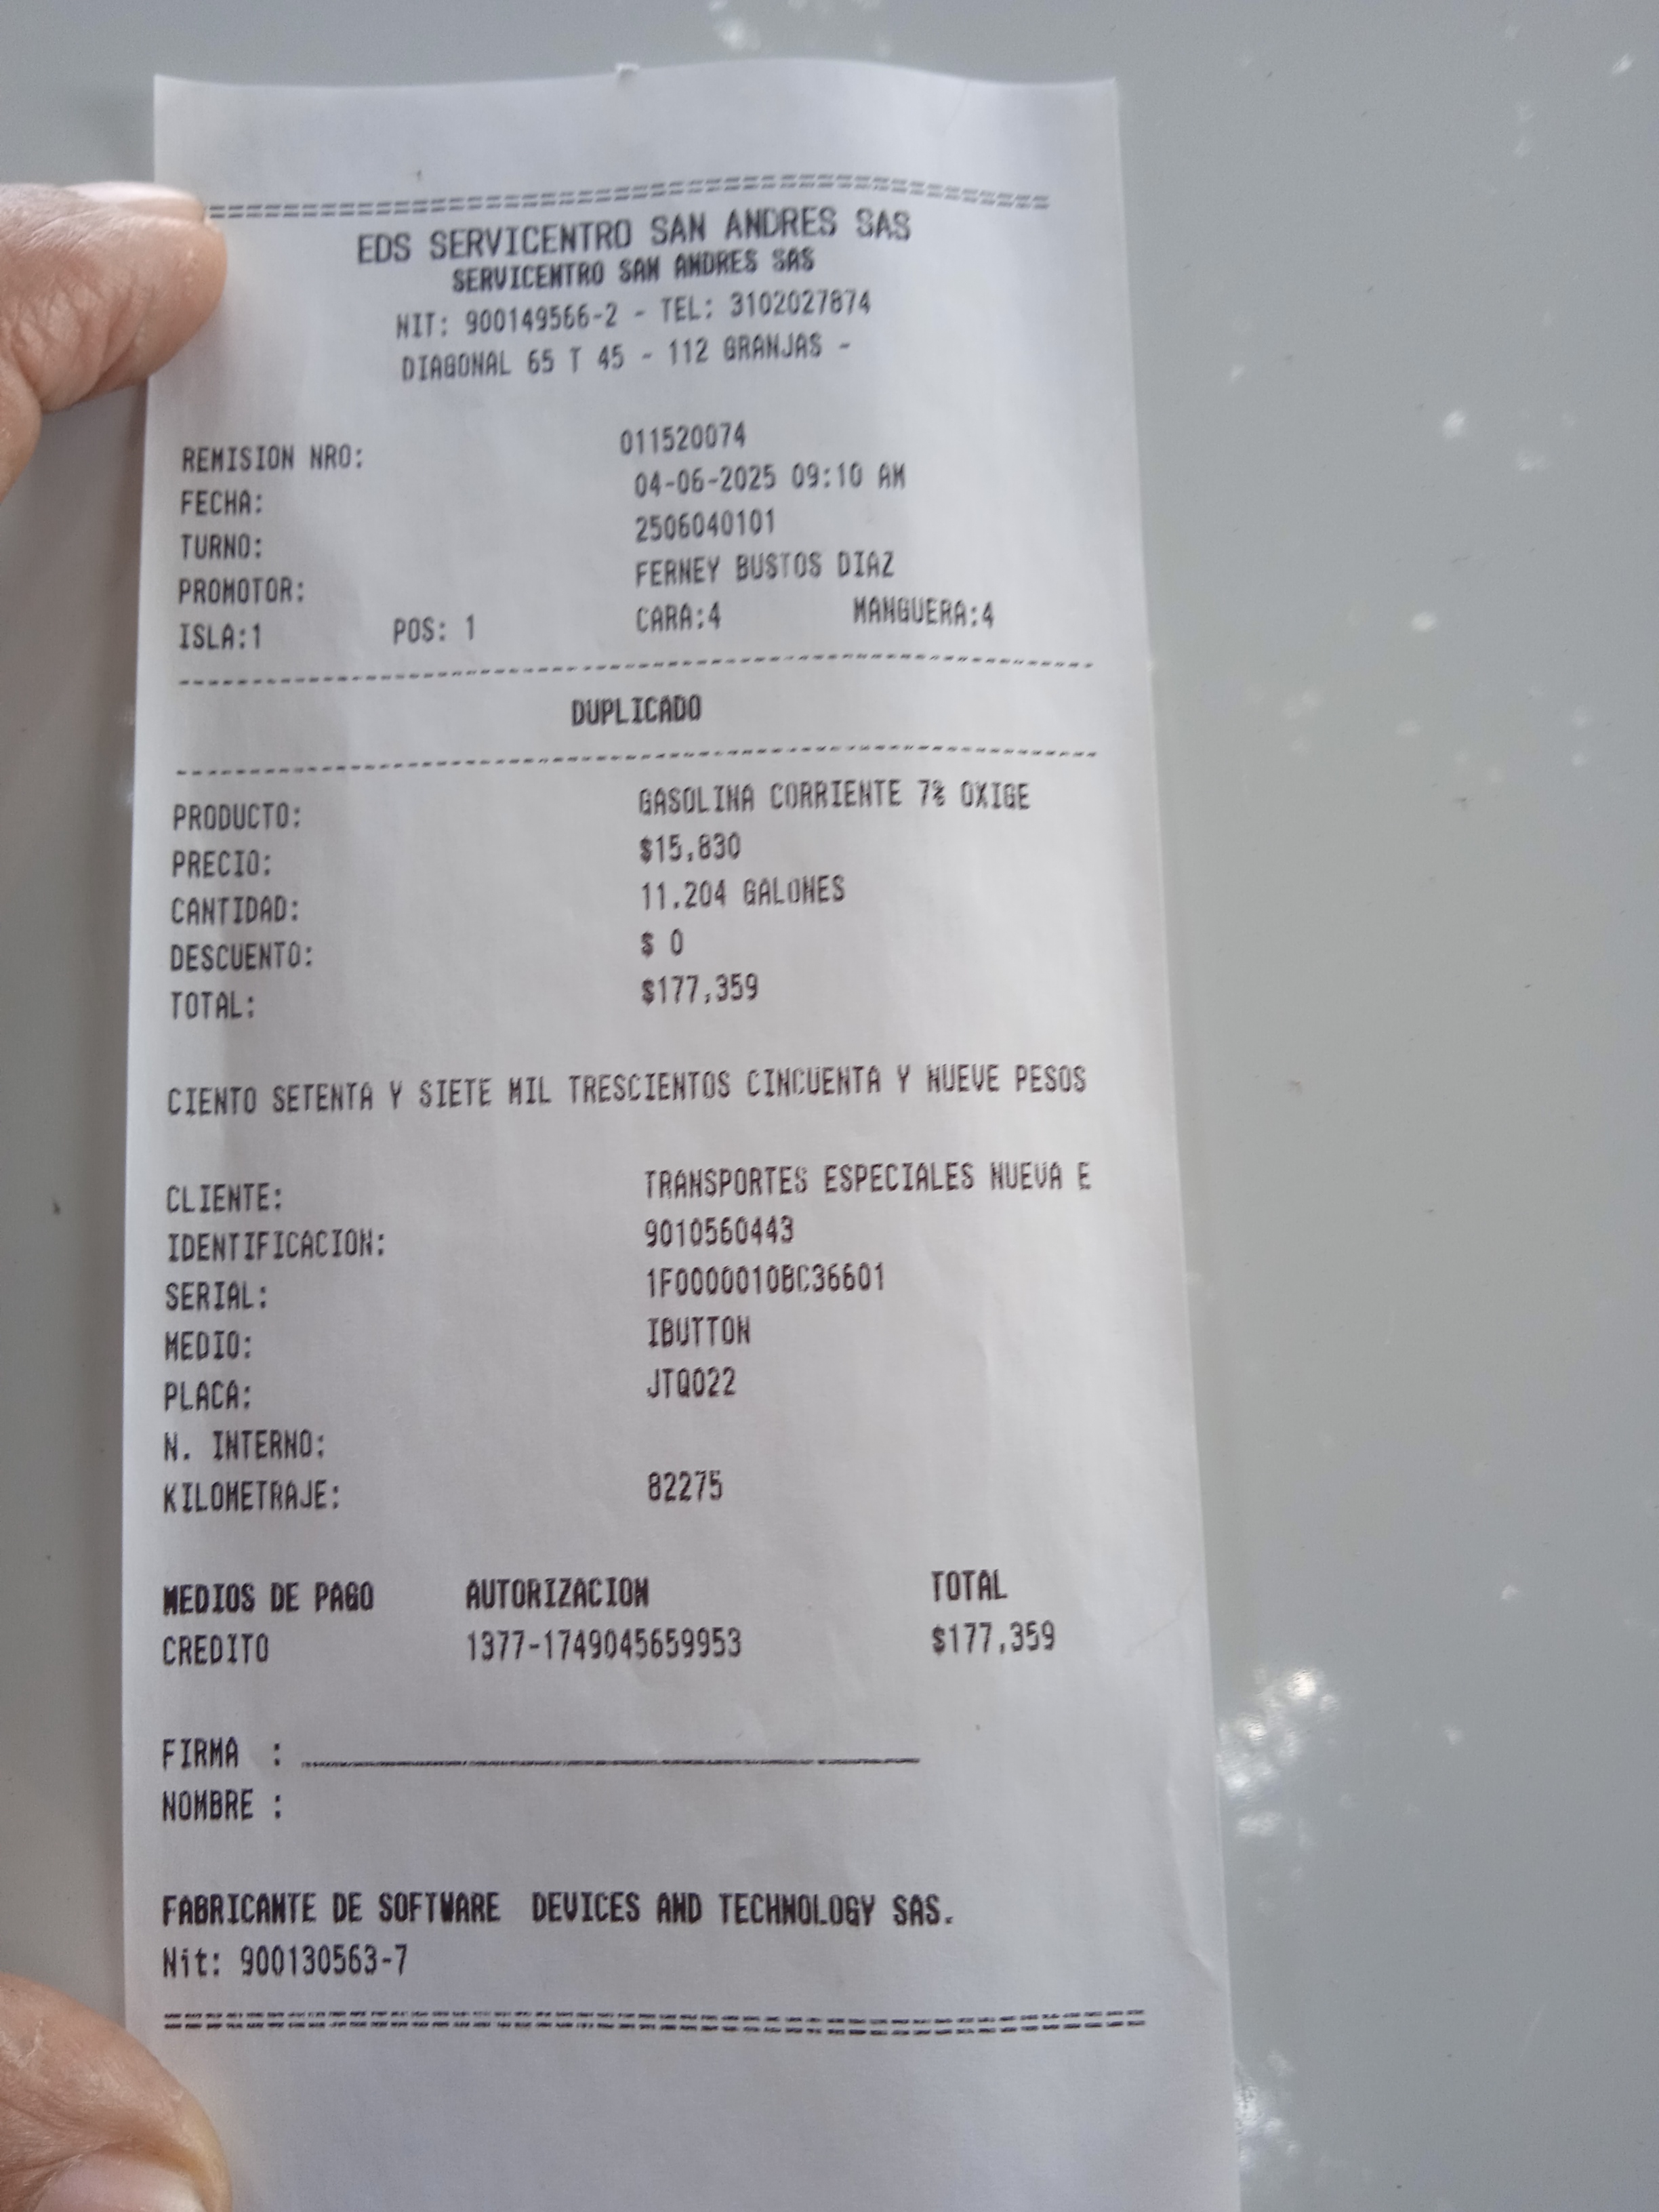 ================================================
EDS SERVICENTRO SAN ANDRES SAS
SERVICENTRO SAN ANDRES SAS
NIT: 900149566-2 - TEL: 3102027874
DIAGONAL 65 T 45 - 112 GRANJAS -
REMISION NRO: 011520074
FECHA: 04-06-2025 09:10 AM
TURNO: 2506040101
PROMOTOR: FERNEY BUSTOS DIAZ
ISLA:1 POS: 1 CARA:4 MANGUERA:4
DUPLICADO
PRODUCTO: GASOLINA CORRIENTE 7% OXIGE
PRECIO: $15,830
CANTIDAD: 11.204 GALONES
DESCUENTO: $ 0
TOTAL: $177,359
CIENTO SETENTA Y SIETE MIL TRESCIENTOS CINCUENTA Y NUEVE PESOS
CLIENTE: TRANSPORTES ESPECIALES NUEVA E
IDENTIFICACION: 9010560443
SERIAL: 1F0000010BC36601
MEDIO: IBUTTON
PLACA: JTQ022
N. INTERNO:
KILOMETRAJE: 82275
MEDIOS DE PAGO AUTORIZACION TOTAL
CREDITO 1377-1749045659953 $177,359
FIRMA :
NOMBRE :
FABRICANTE DE SOFTWARE DEVICES AND TECHNOLOGY SAS.
Nit: 900130563-7